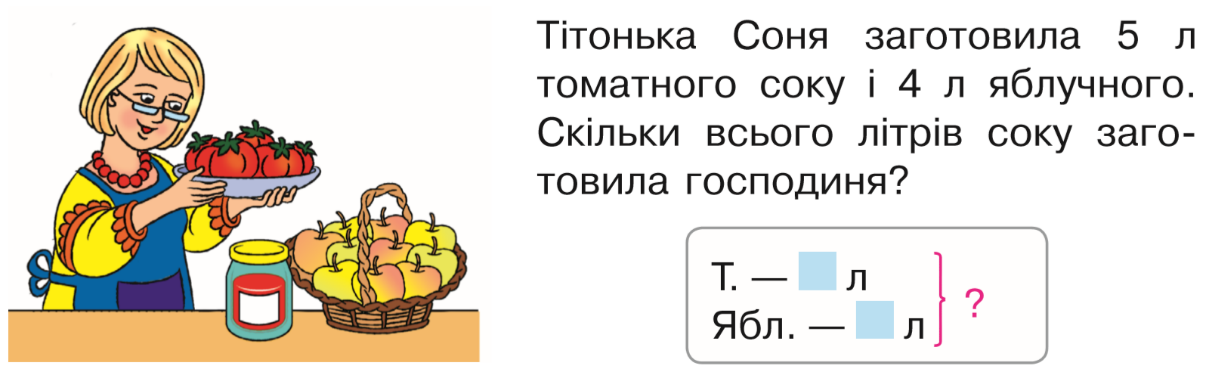 Тітонька Соня заготовила 5 л
томатного соку і 4 л яблучного.
Скільки всього літрів соку заго-
товила господиня?
Т. — л
Ябл. — л
?